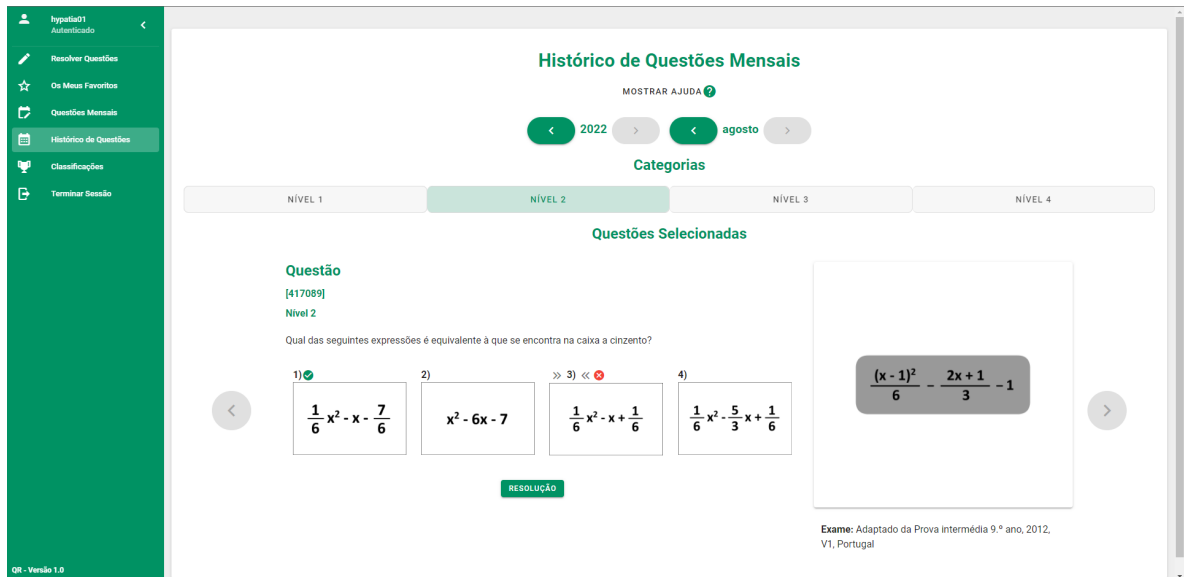 hypatia01
Autenticado
Resolver Questões
Os Meus Favoritos
Questões Mensais
Histórico de Questões
Classificações
Terminar Sessão
QR - Versão 1.0
Histórico de Questões Mensais
MOSTRAR AJUDA ?
< 2022 > < agosto >
Categorias
NÍVEL 1 NÍVEL 2 NÍVEL 3 NÍVEL 4
Questões Selecionadas
Questão
[417089]
Nível 2
Qual das seguintes expressões é equivalente à que se encontra na caixa a cinzento?
1) 2) » 3) « 4)
1/6 x² - x - 7/6
x² - 6x - 7
1/6 x² - x + 1/6
1/6 x² - 5/3 x + 1/6
RESOLUÇÃO
(x - 1)²/6 - 2x + 1/3 - 1
Exame: Adaptado da Prova intermédia 9.º ano, 2012,
V1, Portugal